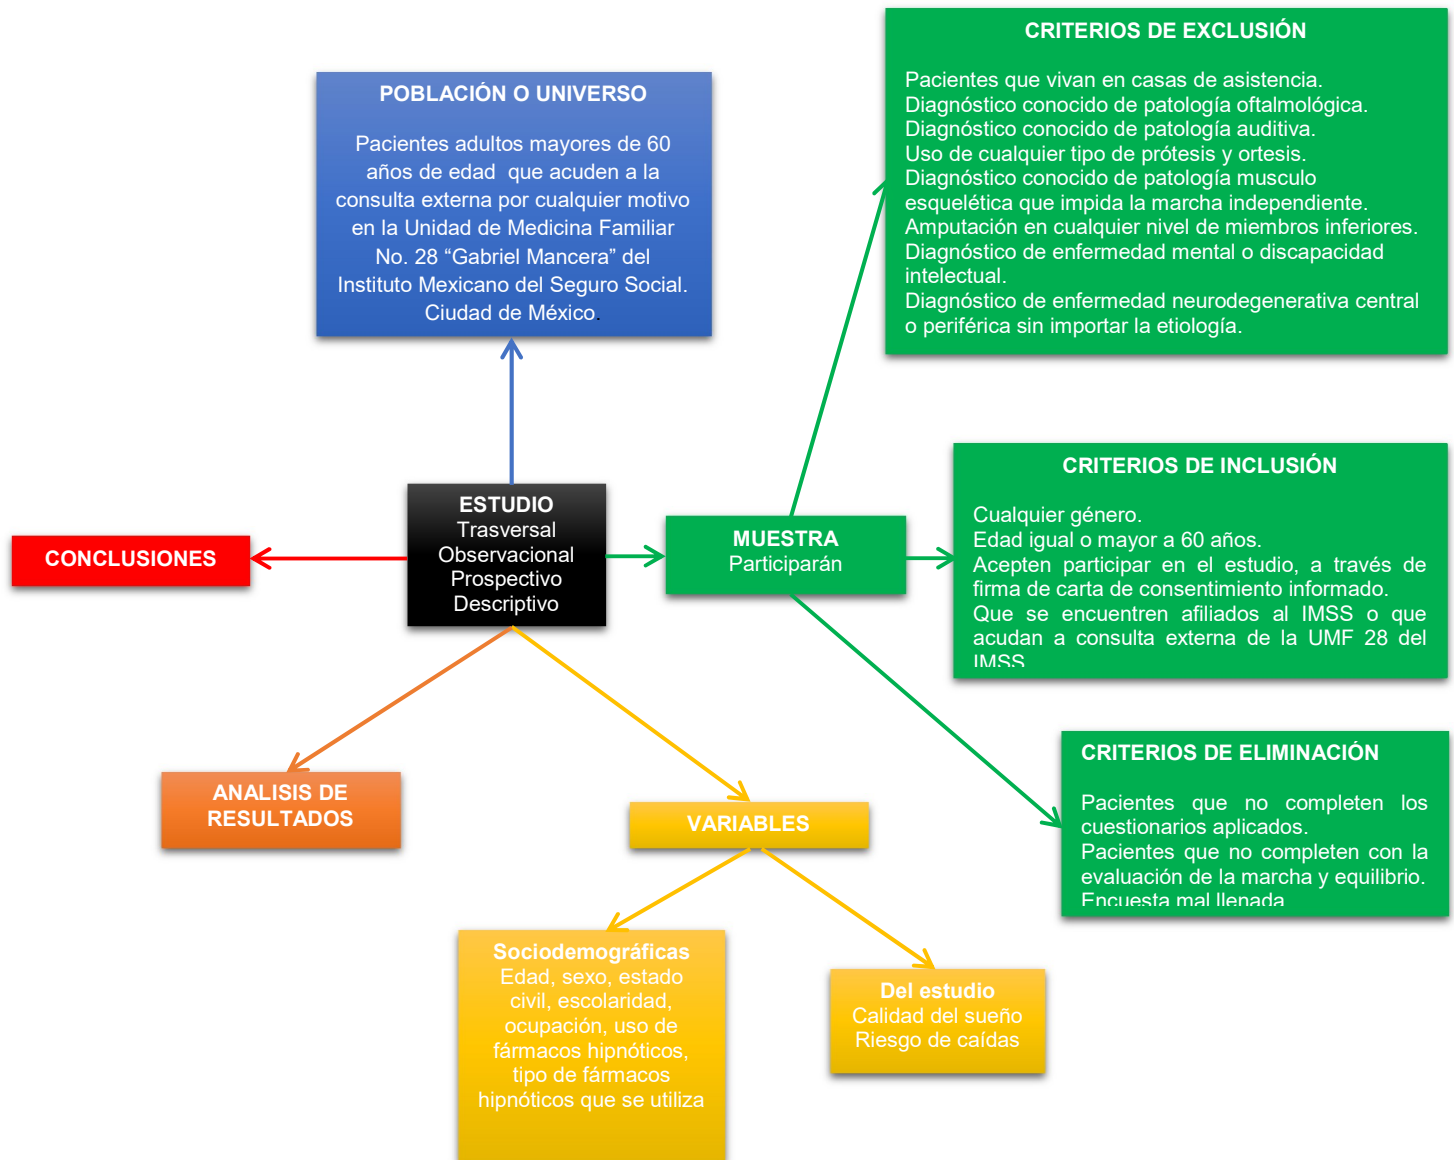 CRITERIOS DE EXCLUSIÓN
Pacientes que vivan en casas de asistencia.
Diagnóstico conocido de patología oftalmológica.
Diagnóstico conocido de patología auditiva.
Uso de cualquier tipo de prótesis y ortesis.
Diagnóstico conocido de patología musculo
esquelética que impida la marcha independiente.
Amputación en cualquier nivel de miembros inferiores.
Diagnóstico de enfermedad mental o discapacidad
intelectual.
Diagnóstico de enfermedad neurodegenerativa central
o periférica sin importar la etiología.
POBLACIÓN O UNIVERSO
Pacientes adultos mayores de 60
años de edad que acuden a la
consulta externa por cualquier motivo
en la Unidad de Medicina Familiar
No. 28 “Gabriel Mancera” del
Instituto Mexicano del Seguro Social.
Ciudad de México.
CRITERIOS DE INCLUSIÓN
Cualquier género.
Edad igual o mayor a 60 años.
Acepten participar en el estudio, a través de
firma de carta de consentimiento informado.
Que se encuentren afiliados al IMSS o que
acudan a consulta externa de la UMF 28 del
IMSS
ESTUDIO
Trasversal
Observacional
Prospectivo
Descriptivo
MUESTRA
Participarán
CONCLUSIONES
CRITERIOS DE ELIMINACIÓN
Pacientes que no completen los
cuestionarios aplicados.
Pacientes que no completen con la
evaluación de la marcha y equilibrio.
Encuesta mal llenada
ANALISIS DE
RESULTADOS
VARIABLES
Sociodemográficas
Edad, sexo, estado
civil, escolaridad,
ocupación, uso de
fármacos hipnóticos,
tipo de fármacos
hipnóticos que se utiliza
Del estudio
Calidad del sueño
Riesgo de caídas